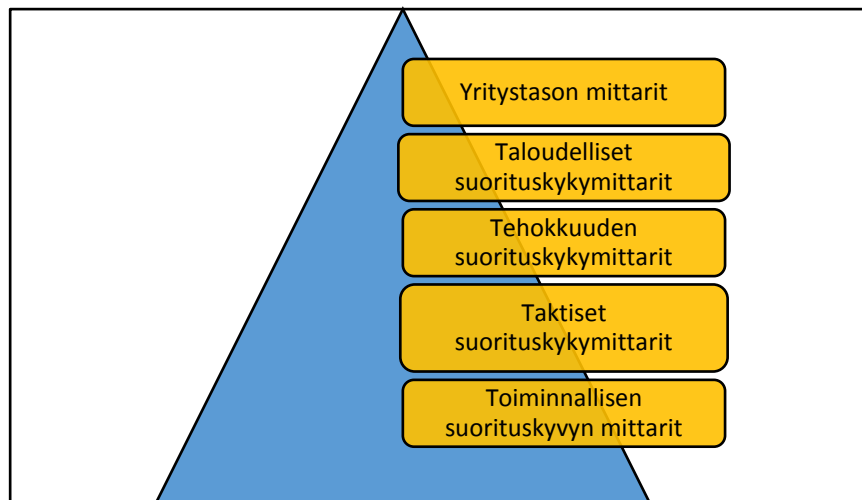 Yritystason mittarit
Taloudelliset
suorituskykymittarit
Tehokkuuden
suorituskykymittarit
Taktiset
suorituskykymittarit
Toiminnallisen
suorituskyvyn mittarit